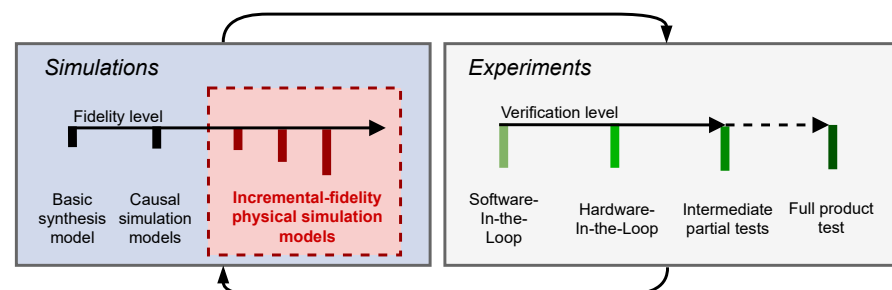 Simulations
Fidelity level
Basic
synthesis
model
Causal
simulation
models
Incremental-fidelity
physical simulation
models
Experiments
Verification level
Software-
In-the-
Loop
Hardware-
In-the-Loop
Intermediate
partial tests
Full product
test